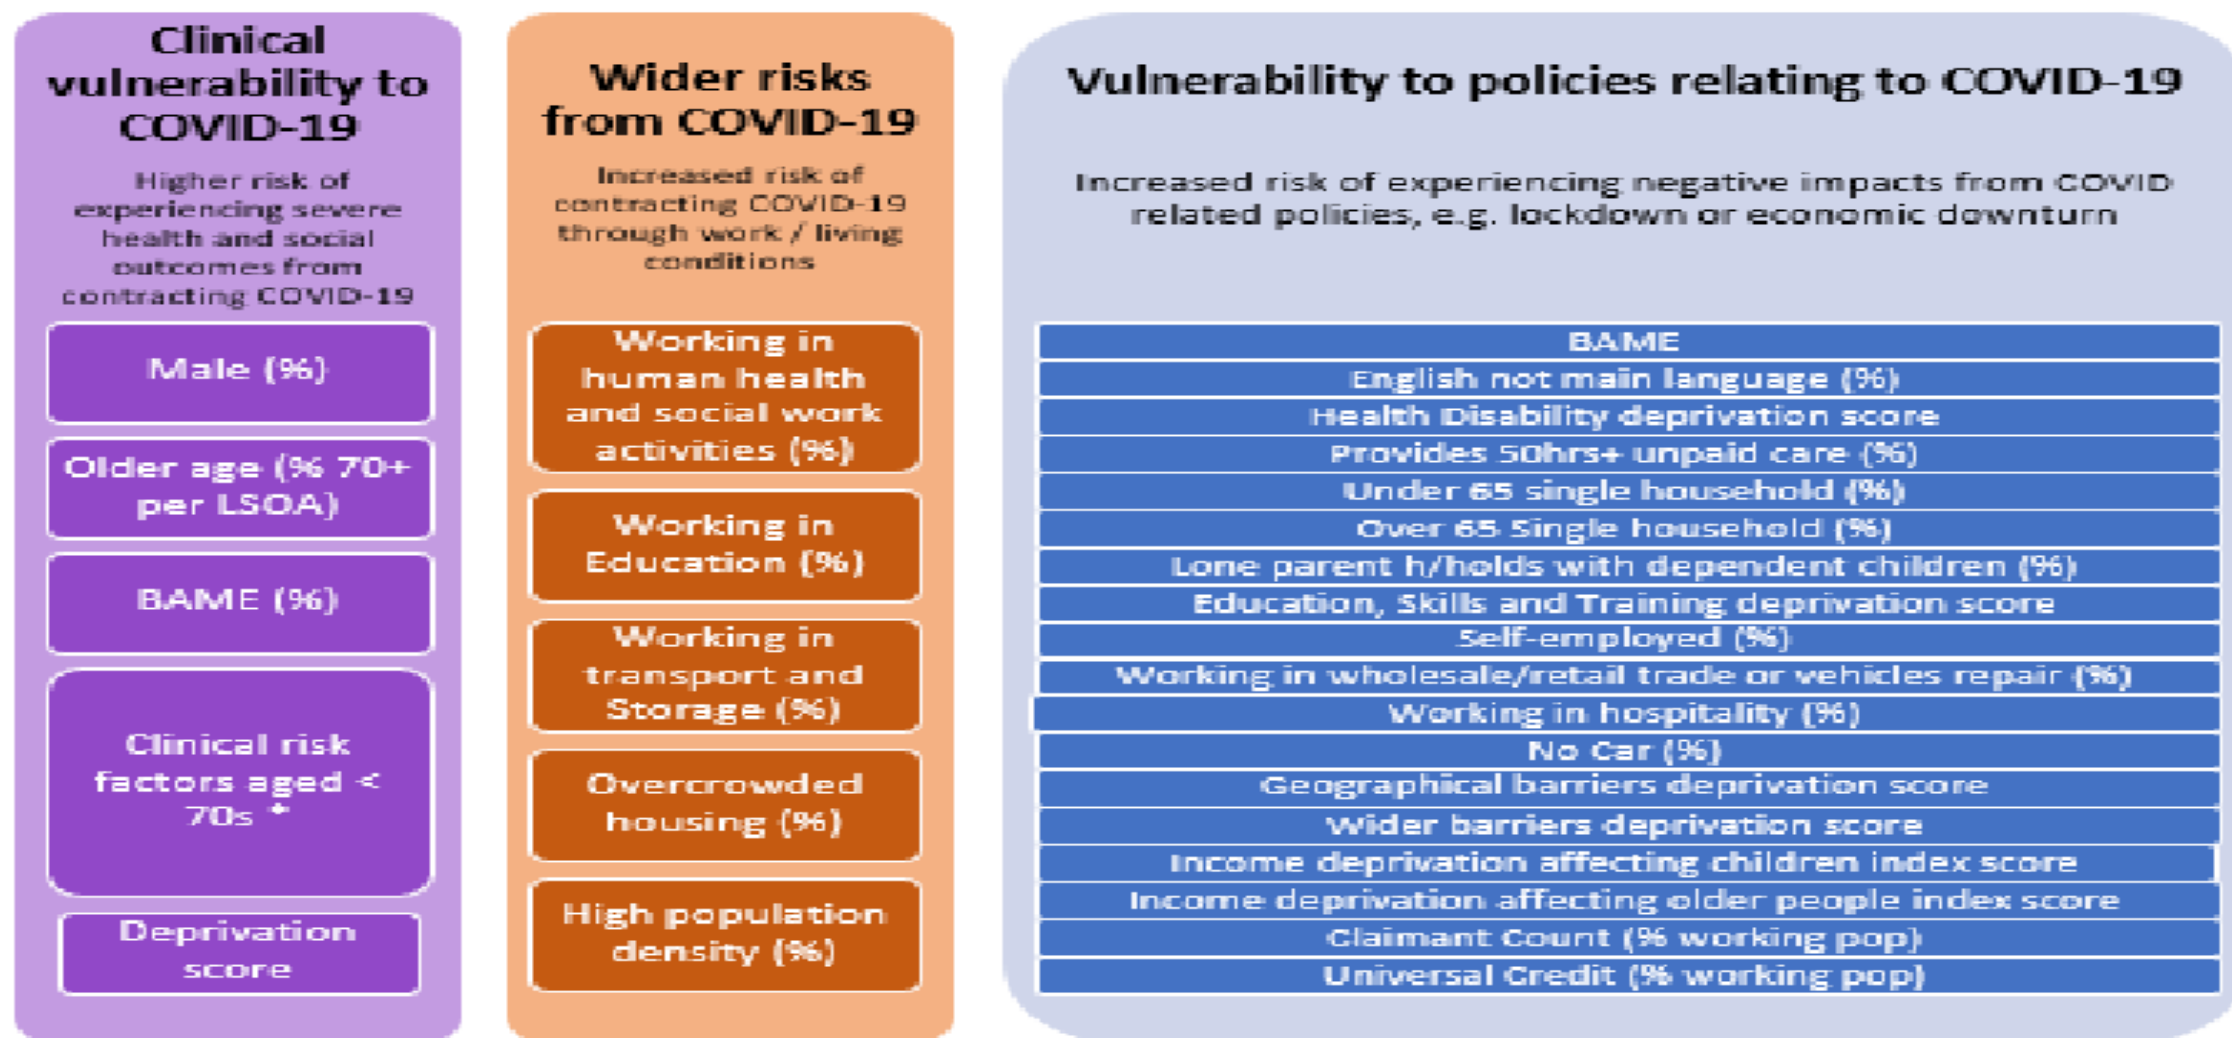 Clinical
vulnerability to
COVID-19
Higher risk of
experiencing severe
health and social
outcomes from
contracting COVID-19
Male (%)
Older age (% 70+
per LSOA)
BAME (%)
Clinical risk
factors aged <
70s *
Deprivation
score
Wider risks
from COVID-19
Increased risk of
contracting COVID-19
through work / living
conditions
Working in
human health
and social work
activities (%)
Working in
Education (%)
Working in
transport and
Storage (%)
Overcrowded
housing (%)
High population
density (%)
Vulnerability to policies relating to COVID-19
Increased risk of experiencing negative impacts from COVID
related policies, e.g. lockdown or economic downturn
BAME
English not main language (%)
Health Disability deprivation score
Provides 50hrs+ unpaid care (%)
Under 65 single household (%)
Over 65 Single household (%)
Lone parent h/holds with dependent children (%)
Education, Skills and Training deprivation score
Self-employed (%)
Working in wholesale/retail trade or vehicles repair (%)
Working in hospitality (%)
No Car (%)
Geographical barriers deprivation score
Wider barriers deprivation score
Income deprivation affecting children index score
Income deprivation affecting older people index score
Claimant Count (% working pop)
Universal Credit (% working pop)